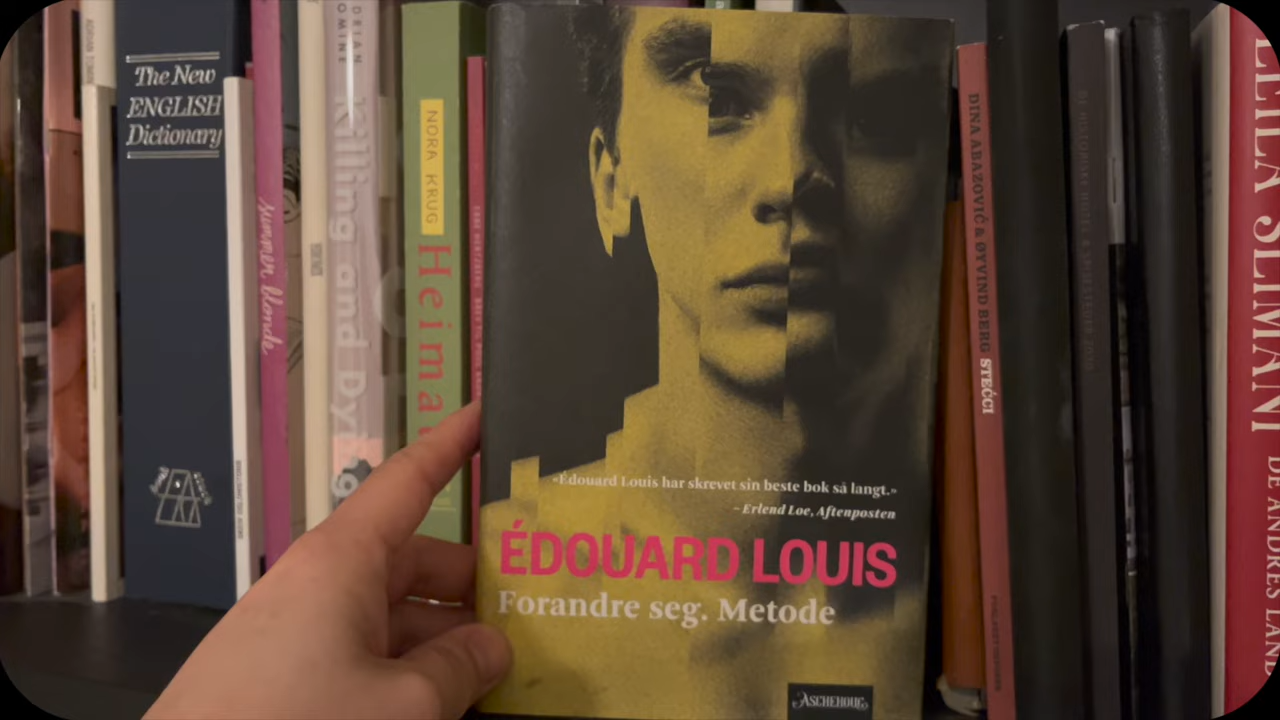 The New
ENGLISH
Dictionary
summer blonde
Killing and Dying
NORA KRUG
Heimat
«Édouard Louis har skrevet sin beste bok så langt.»
– Erlend Loe, Aftenposten
ÉDOUARD LOUIS
Forandre seg. Metode
ASCHEHOUG
DINA ABAZOVIĆ & ØYVIND BERG STEĆCI
LEILA SLIMANI DE ANDRES LAND